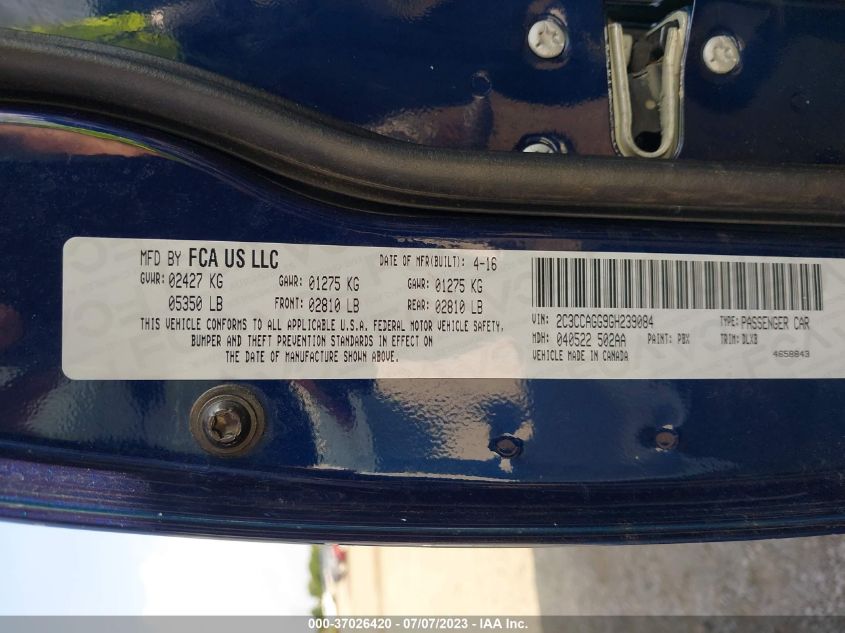 MFD BY FCA US LLC
DATE OF MFR(BUILT): 4-16
GVWR: 02427 KG GAWR: 01275 KG GAWR: 01275 KG
05350 LB FRONT: 02810 LB REAR: 02810 LB
THIS VEHICLE CONFORMS TO ALL APPLICABLE U.S.A. FEDERAL MOTOR VEHICLE SAFETY,
BUMPER AND THEFT PREVENTION STANDARDS IN EFFECT ON
THE DATE OF MANUFACTURE SHOWN ABOVE.
VIN: 2C3CCAGG9GH239084 TYPE: PASSENGER CAR
MDH: 040522 502AA PAINT: PBX TRIM: DLXB
VEHICLE MADE IN CANADA 4658843
000-37026420 - 07/07/2023 - IAA Inc.